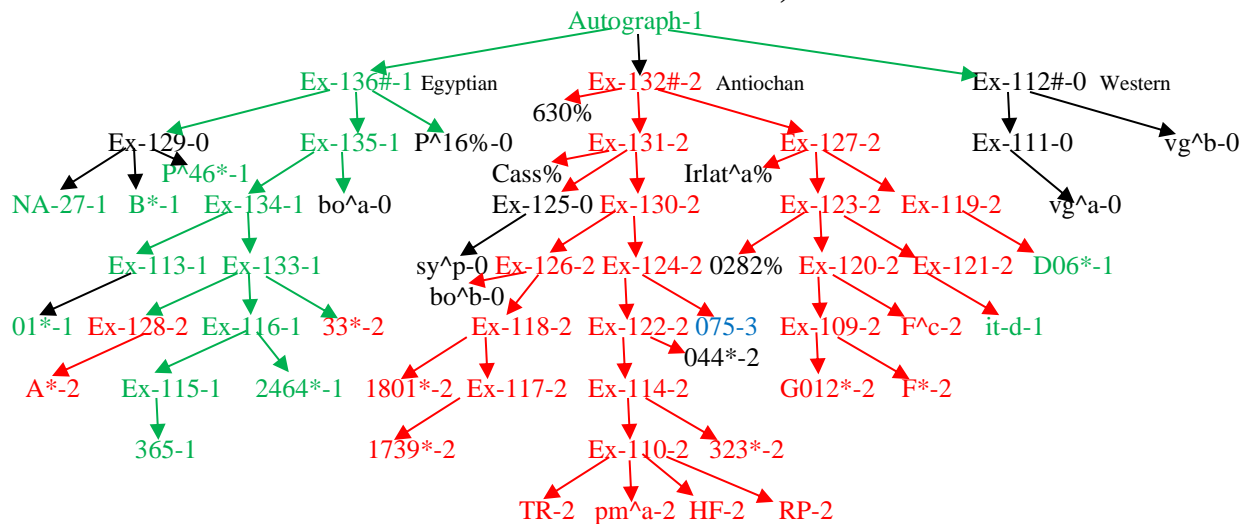 Autograph-1
Ex-136#-1 Egyptian Ex-132#-2 Antiochan Ex-112#-0 Western
630%
Ex-129-0 Ex-135-1 P^16%-0 Ex-131-2 Ex-127-2 Ex-111-0 vg^b-0
P^46*-1 Cass% Irlat^a%
NA-27-1 B*-1 Ex-134-1 bo^a-0 Ex-125-0 Ex-130-2 Ex-123-2 Ex-119-2 vg^a-0
Ex-113-1 Ex-133-1 sy^p-0 Ex-126-2 Ex-124-2 0282% Ex-120-2 Ex-121-2 D06*-1
bo^b-0
01*-1 Ex-128-2 Ex-116-1 33*-2 Ex-118-2 Ex-122-2 075-3 Ex-109-2 F^c-2 it-d-1
044*-2
A*-2 Ex-115-1 2464*-1 1801*-2 Ex-117-2 Ex-114-2 G012*-2 F*-2
365-1 1739*-2 Ex-110-2 323*-2
TR-2 pm^a-2 HF-2 RP-2